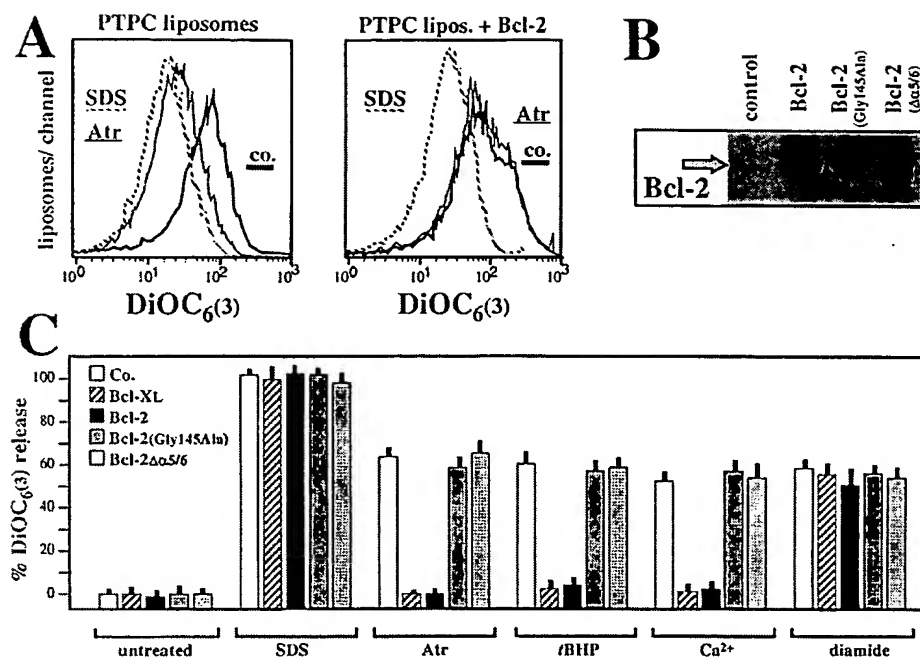 A
PTPC liposomes
PTPC lipos. + Bcl-2
liposomes/ channel
SDS
Atr
co.
10⁰ 10¹ 10² 10³
DiOC₆(3)
SDS
Atr
co.
10⁰ 10¹ 10² 10³
DiOC₆(3)
B
control
Bcl-2
Bcl-2 (Gly145Aln)
Bcl-2 (Δα5/6)
Bcl-2
C
% DiOC₆(3) release
100
80
60
40
20
0
Co.
Bcl-XL
Bcl-2
Bcl-2(Gly145Aln)
Bcl-2Δα5/6
untreated SDS Atr tBHP Ca²⁺ diamide